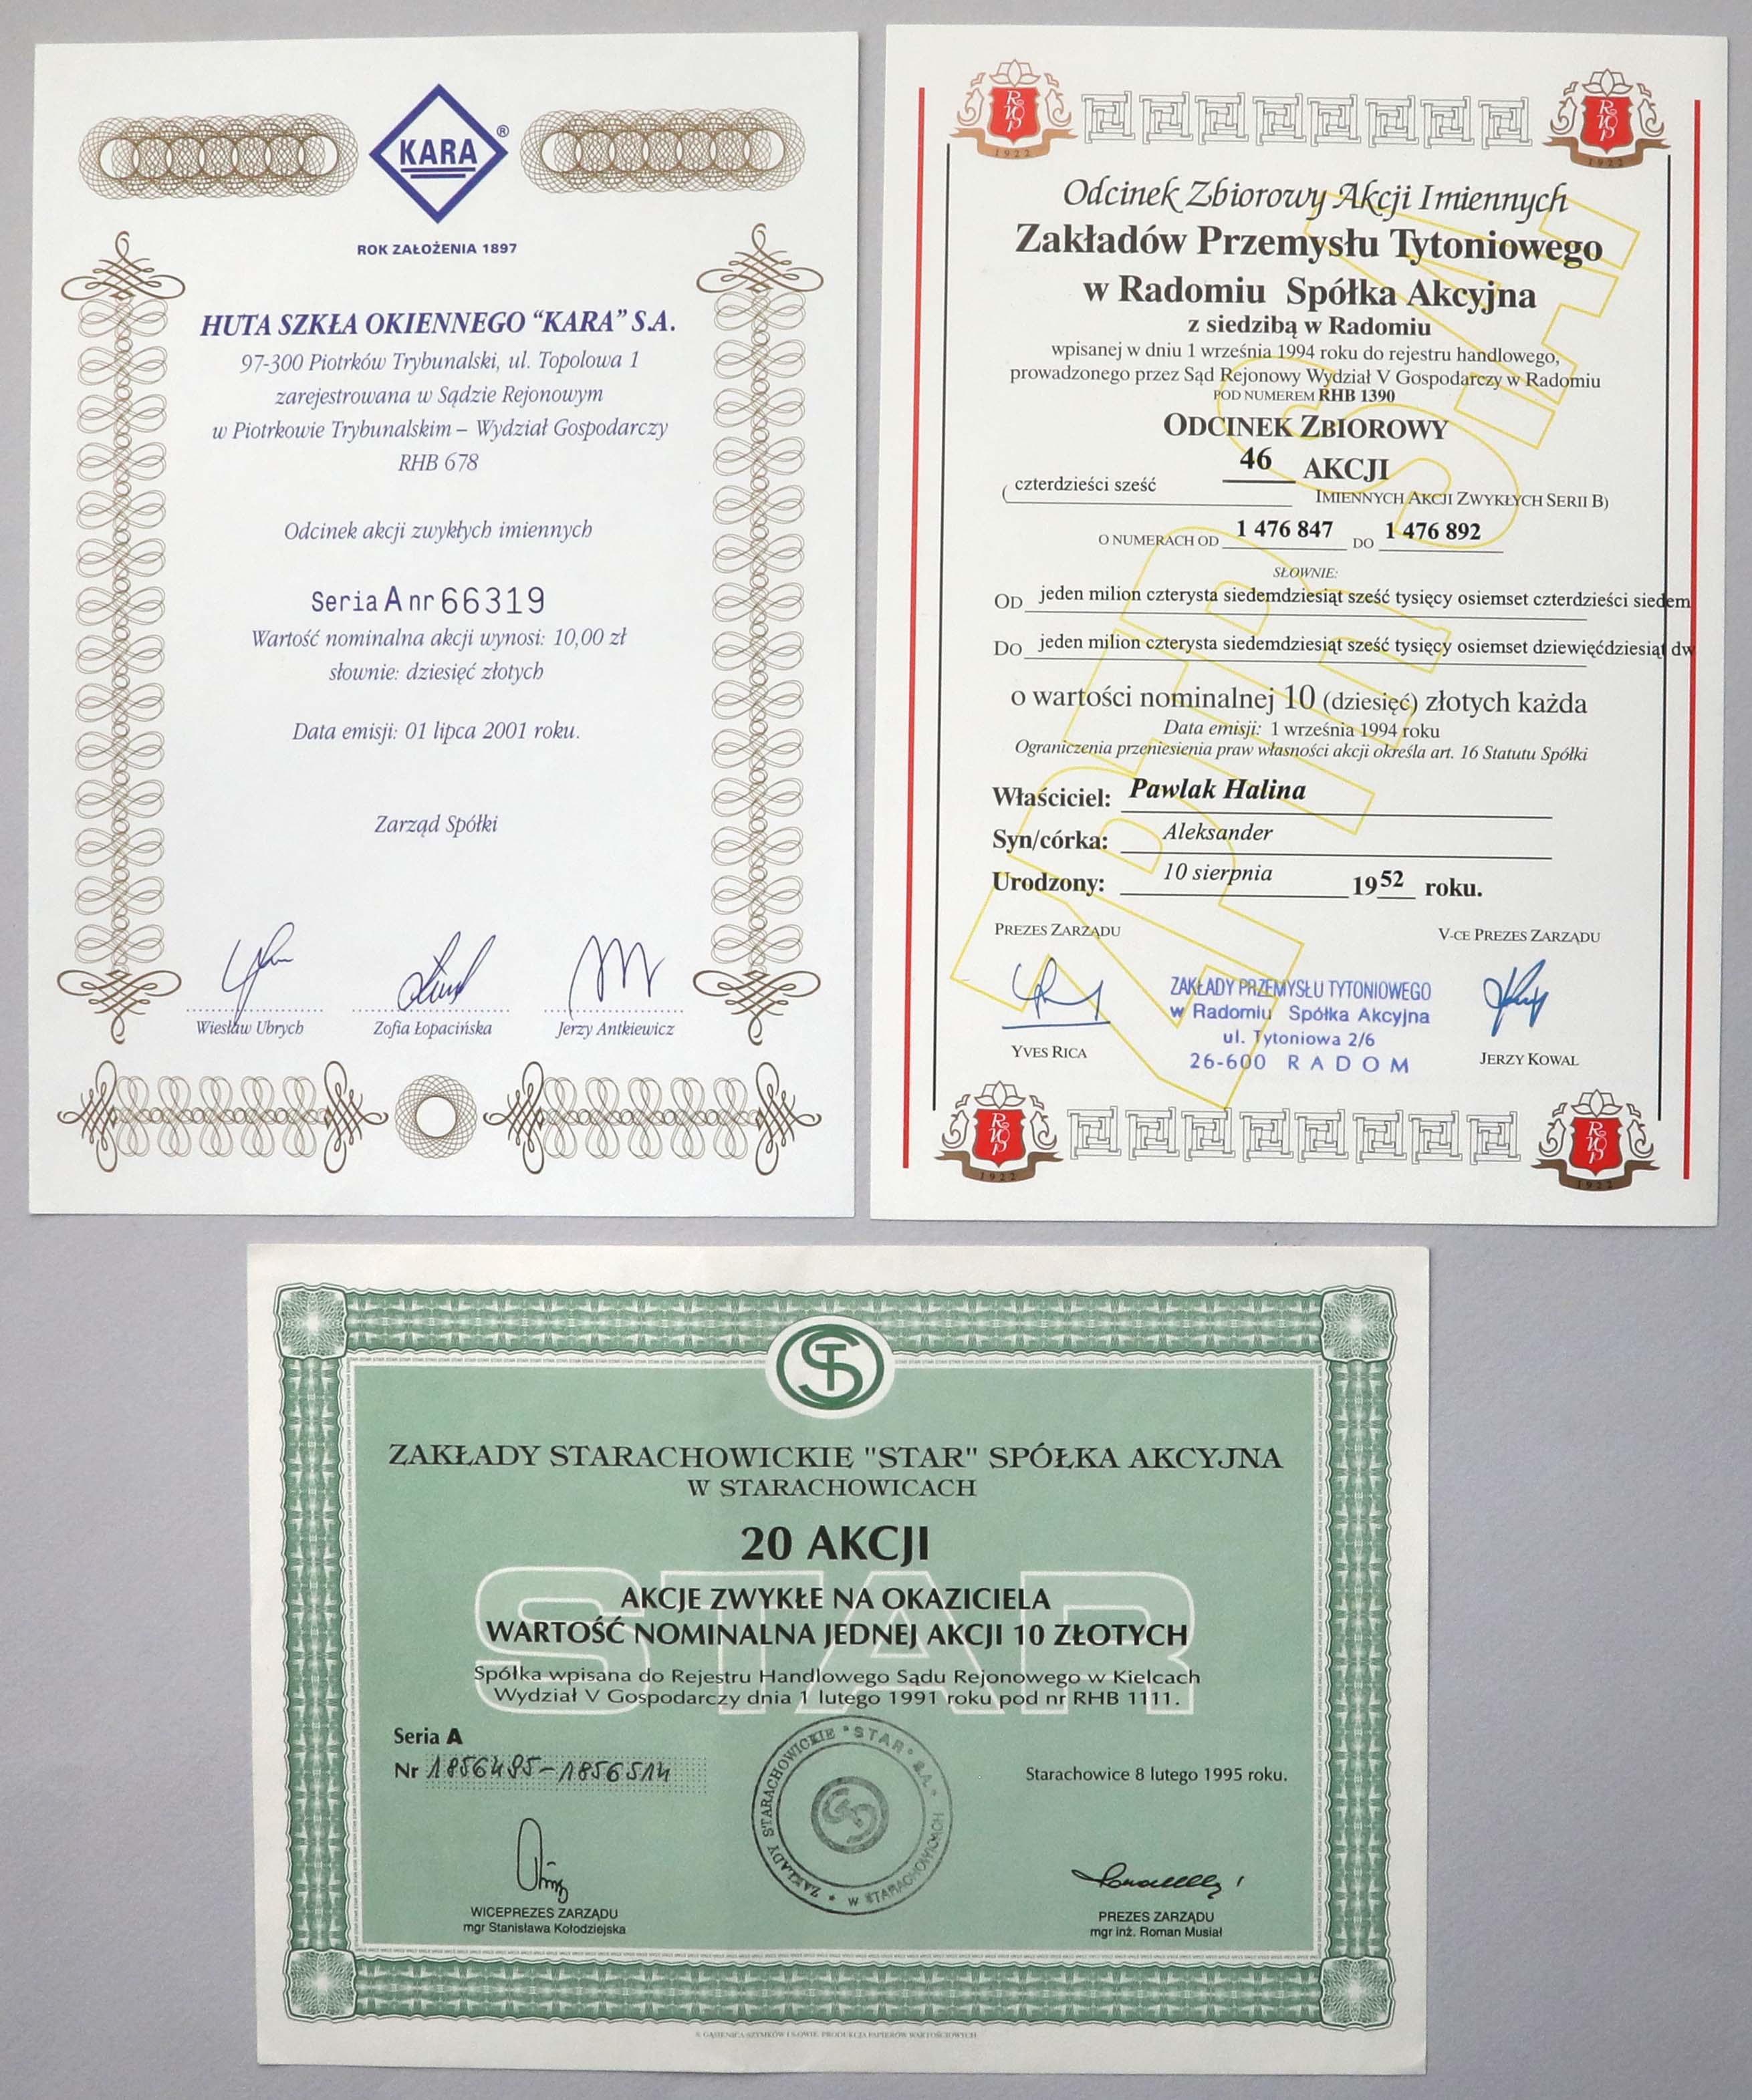 KARA®
ROK ZAŁOŻENIA 1897
HUTA SZKŁA OKIENNEGO “KARA” S.A.
97-300 Piotrków Trybunalski, ul. Topolowa 1
zarejestrowana w Sądzie Rejonowym
w Piotrkowie Trybunalskim – Wydział Gospodarczy
RHB 678
Odcinek akcji zwykłych imiennych
Seria A nr 66319
Wartość nominalna akcji wynosi: 10,00 zł
słownie: dziesięć złotych
Data emisji: 01 lipca 2001 roku.
Zarząd Spółki
Wiesław Ubrych Zofia Łopacińska Jerzy Antkiewicz
1922 1922
Odcinek Zbiorowy Akcji Imiennych
Zakładów Przemysłu Tytoniowego
w Radomiu Spółka Akcyjna
z siedzibą w Radomiu
wpisanej w dniu 1 września 1994 roku do rejestru handlowego,
prowadzonego przez Sąd Rejonowy Wydział V Gospodarczy w Radomiu
POD NUMEREM RHB 1390
ODCINEK ZBIOROWY
46 AKCJI
( czterdzieści sześć IMIENNYCH AKCJI ZWYKŁYCH SERII B)
O NUMERACH OD 1 476 847 DO 1 476 892
SŁOWNIE:
OD jeden milion czterysta siedemdziesiąt sześć tysięcy osiemset czterdzieści siedem
DO jeden milion czterysta siedemdziesiąt sześć tysięcy osiemset dziewięćdziesiąt dw
o wartości nominalnej 10 (dziesięć) złotych każda
Data emisji: 1 września 1994 roku
Ograniczenia przeniesienia praw własności akcji określa art. 16 Statutu Spółki
Właściciel: Pawlak Halina
Syn/córka: Aleksander
Urodzony: 10 sierpnia 1952 roku.
PREZES ZARZĄDU V-CE PREZES ZARZĄDU
ZAKŁADY PRZEMYSŁU TYTONIOWEGO
w Radomiu Spółka Akcyjna
ul. Tytoniowa 2/6
26-600 RADOM
YVES RICA JERZY KOWAL
1922 1922
ZAKŁADY STARACHOWICKIE "STAR" SPÓŁKA AKCYJNA
W STARACHOWICACH
20 AKCJI
STAR
AKCJE ZWYKŁE NA OKAZICIELA
WARTOŚĆ NOMINALNA JEDNEJ AKCJI 10 ZŁOTYCH
Spółka wpisana do Rejestru Handlowego Sądu Rejonowego w Kielcach
Wydział V Gospodarczy dnia 1 lutego 1991 roku pod nr RHB 1111.
Seria A
Nr 1856495-1856514
Starachowice 8 lutego 1995 roku.
ZAKŁADY STARACHOWICKIE "STAR" S.A. * W STARACHOWICACH *
WICEPREZES ZARZĄDU
mgr Stanisława Kołodziejska
PREZES ZARZĄDU
mgr inż. Roman Musiał